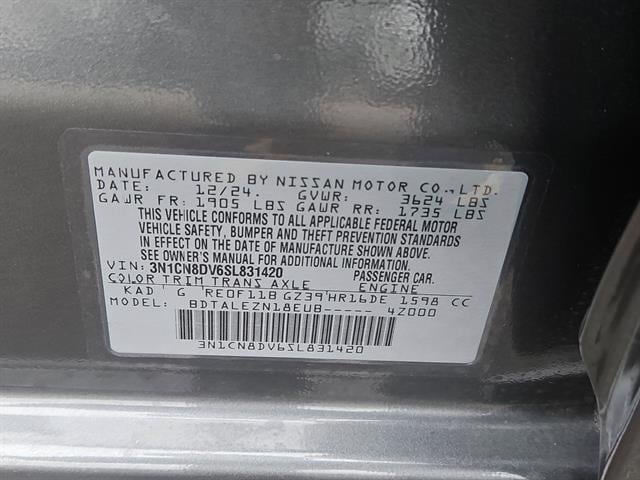 MANUFACTURED BY NISSAN MOTOR CO.,LTD.
DATE: 12/24. GVWR: 3624 LBS
GAWR FR: 1905 LBS GAWR RR: 1735 LBS
THIS VEHICLE CONFORMS TO ALL APPLICABLE FEDERAL MOTOR
VEHICLE SAFETY, BUMPER AND THEFT PREVENTION STANDARDS
IN EFFECT ON THE DATE OF MANUFACTURE SHOWN ABOVE.
SEE OWNER'S MANUAL FOR FURTHER INFORMATION
VIN: 3N1CN8DV6SL831420 PASSENGER CAR.
COLOR TRIM TRANS AXLE ENGINE
KAD G RE0F11B GZ39 HR16DE 1598 CC
MODEL: BDTALEZN18EUB----- 4Z000
3N1CN8DV6SL831420